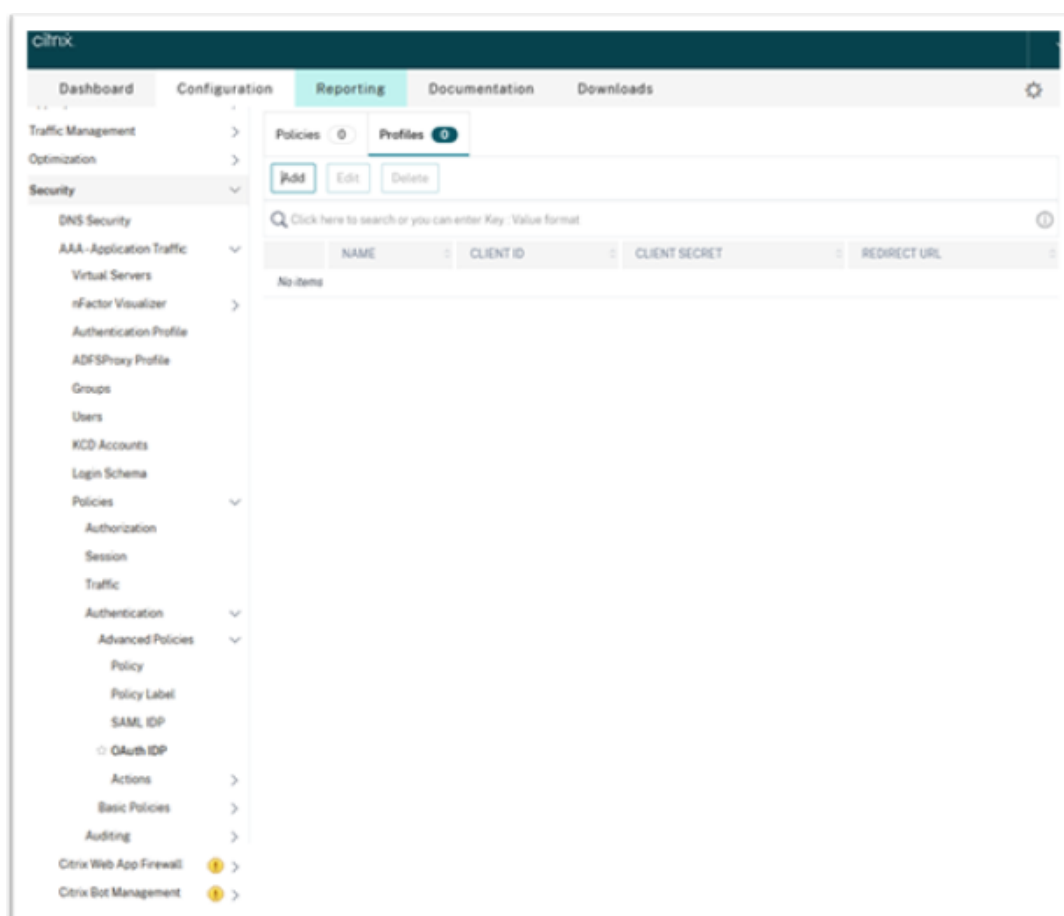 citrix
Dashboard Configuration Reporting Documentation Downloads
Traffic Management
Optimization
Security
DNS Security
AAA - Application Traffic
Virtual Servers
nFactor Visualizer
Authentication Profile
ADFSProxy Profile
Groups
Users
KCD Accounts
Login Schema
Policies
Authorization
Session
Traffic
Authentication
Advanced Policies
Policy
Policy Label
SAML IDP
OAuth IDP
Actions
Basic Policies
Auditing
Citrix Web App Firewall
Citrix Bot Management
Policies 0 Profiles 0
Add Edit Delete
Click here to search or you can enter Key : Value format
NAME CLIENT ID CLIENT SECRET REDIRECT URL
No items